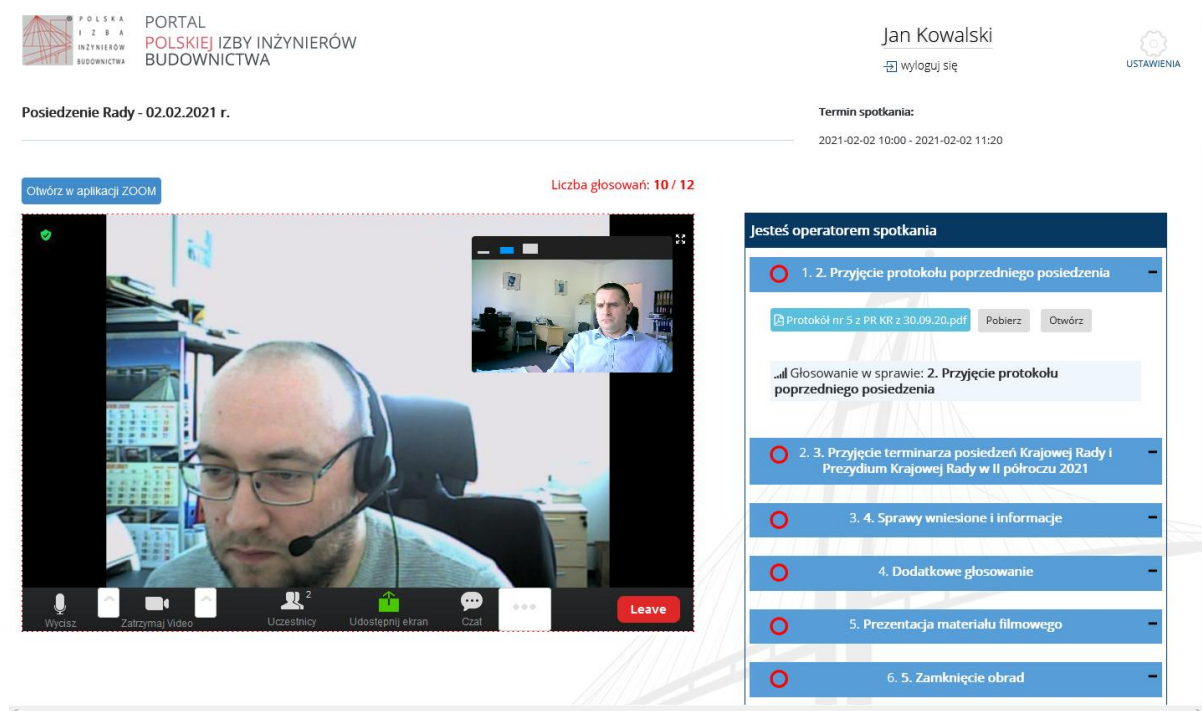 POLSKA
IZBA
INŻYNIERÓW
BUDOWNICTWA
PORTAL
POLSKIEJ IZBY INŻYNIERÓW
BUDOWNICTWA
Jan Kowalski
wyloguj się
USTAWIENIA
Posiedzenie Rady - 02.02.2021 r.
Termin spotkania:
2021-02-02 10:00 - 2021-02-02 11:20
Otwórz w aplikacji ZOOM
Liczba głosowań: 10 / 12
Wycisz
Zatrzymaj Video
2
Uczestnicy
Udostępnij ekran
Czat
Leave
Jesteś operatorem spotkania
1. 2. Przyjęcie protokołu poprzedniego posiedzenia
Protokół nr 5 z PR KR z 30.09.20.pdf Pobierz Otwórz
Głosowanie w sprawie: 2. Przyjęcie protokołu
poprzedniego posiedzenia
2. 3. Przyjęcie terminarza posiedzeń Krajowej Rady i
Prezydium Krajowej Rady w II półroczu 2021
3. 4. Sprawy wniesione i informacje
4. Dodatkowe głosowanie
5. Prezentacja materiału filmowego
6. 5. Zamknięcie obrad